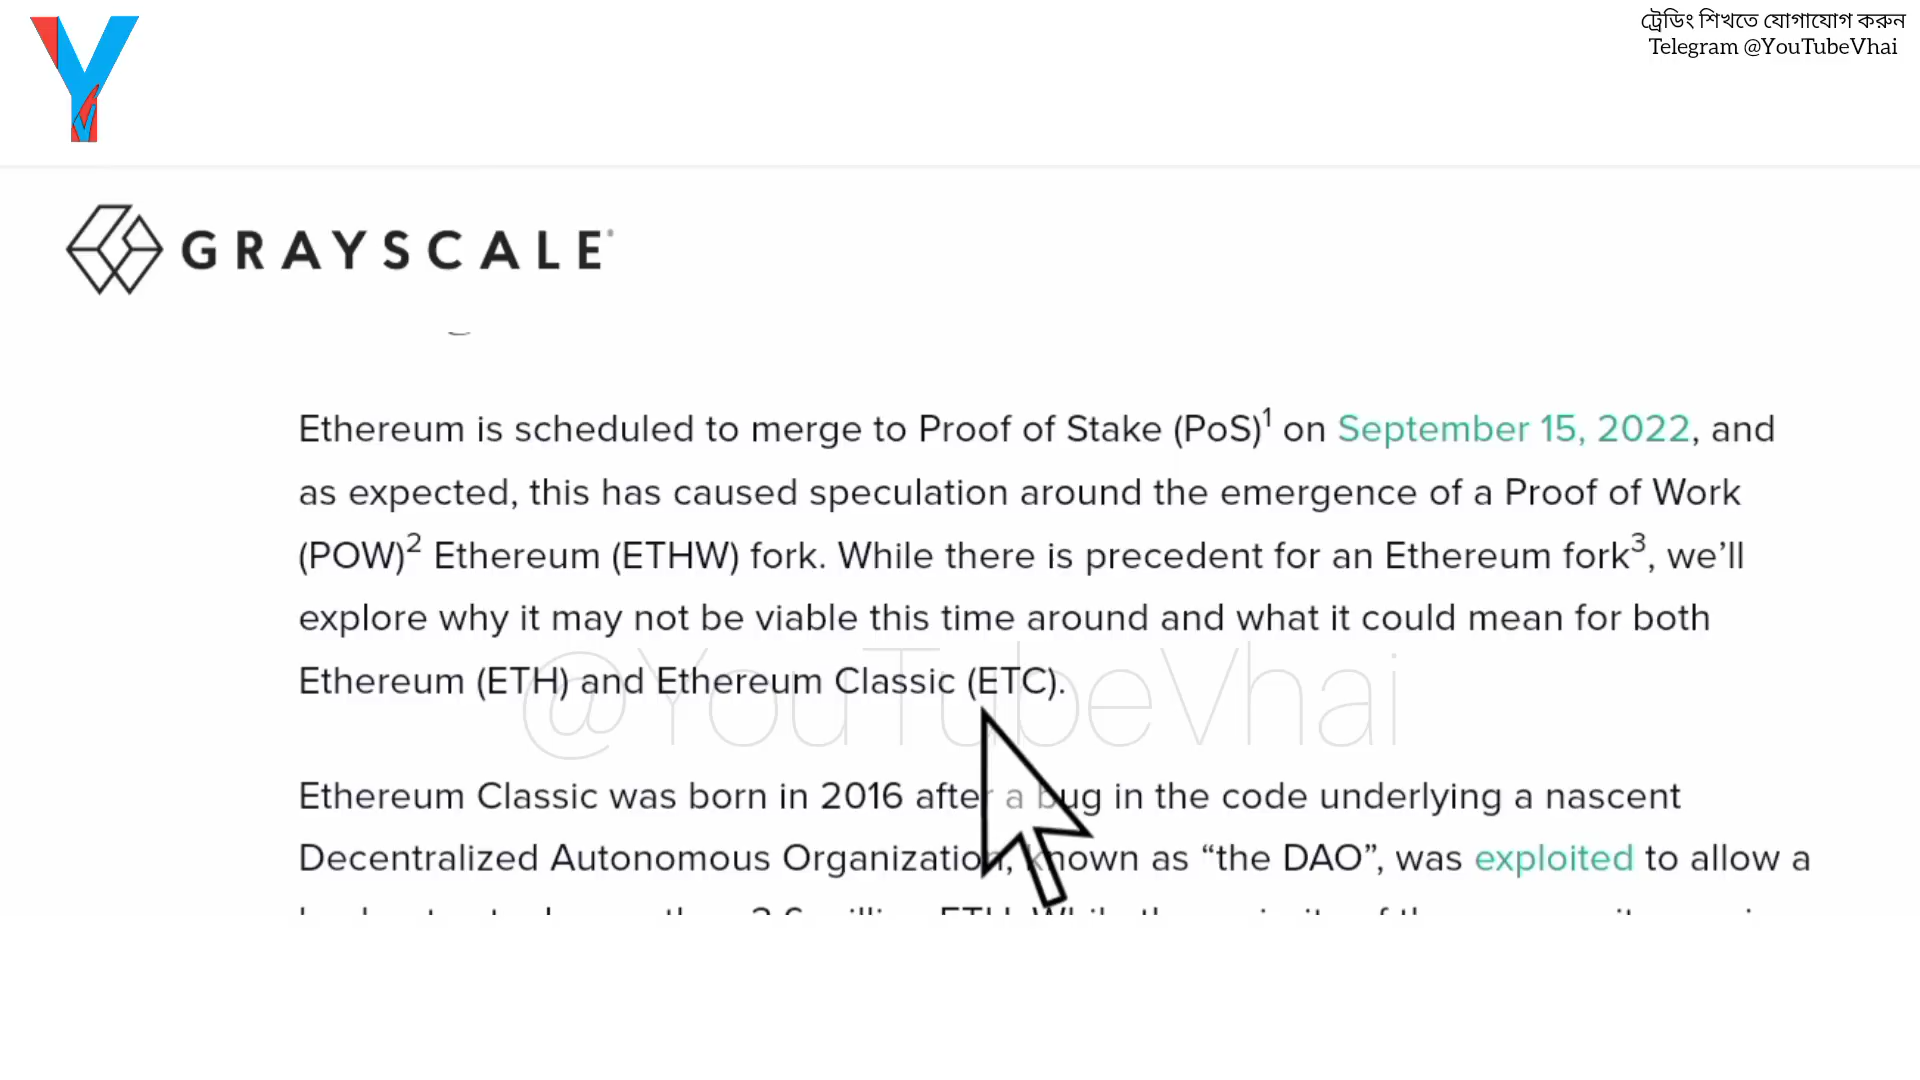 ট্রেডিং শিখতে যোগাযোগ করুন
Telegram @YouTubeVhai
GRAYSCALE
Ethereum is scheduled to merge to Proof of Stake (PoS)1 on September 15, 2022, and
as expected, this has caused speculation around the emergence of a Proof of Work
(POW)2 Ethereum (ETHW) fork. While there is precedent for an Ethereum fork3, we’ll
explore why it may not be viable this time around and what it could mean for both
Ethereum (ETH) and Ethereum Classic (ETC).
@YouTubeVhai
Ethereum Classic was born in 2016 after a bug in the code underlying a nascent
Decentralized Autonomous Organization, known as “the DAO”, was exploited to allow a